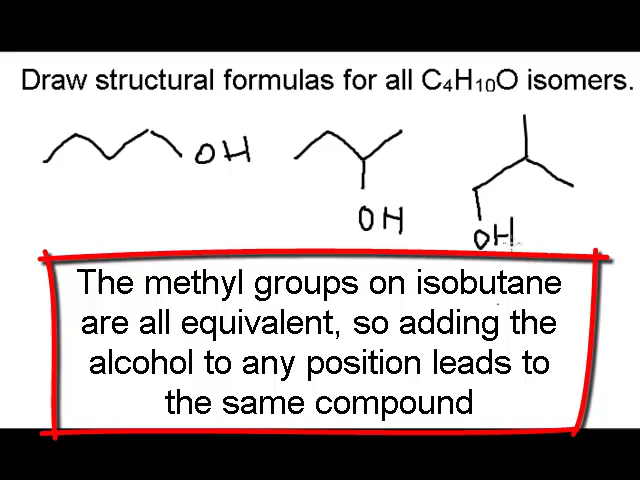 Draw structural formulas for all C₄H₁₀O isomers.
OH
OH
OH
The methyl groups on isobutane
are all equivalent, so adding the
alcohol to any position leads to
the same compound